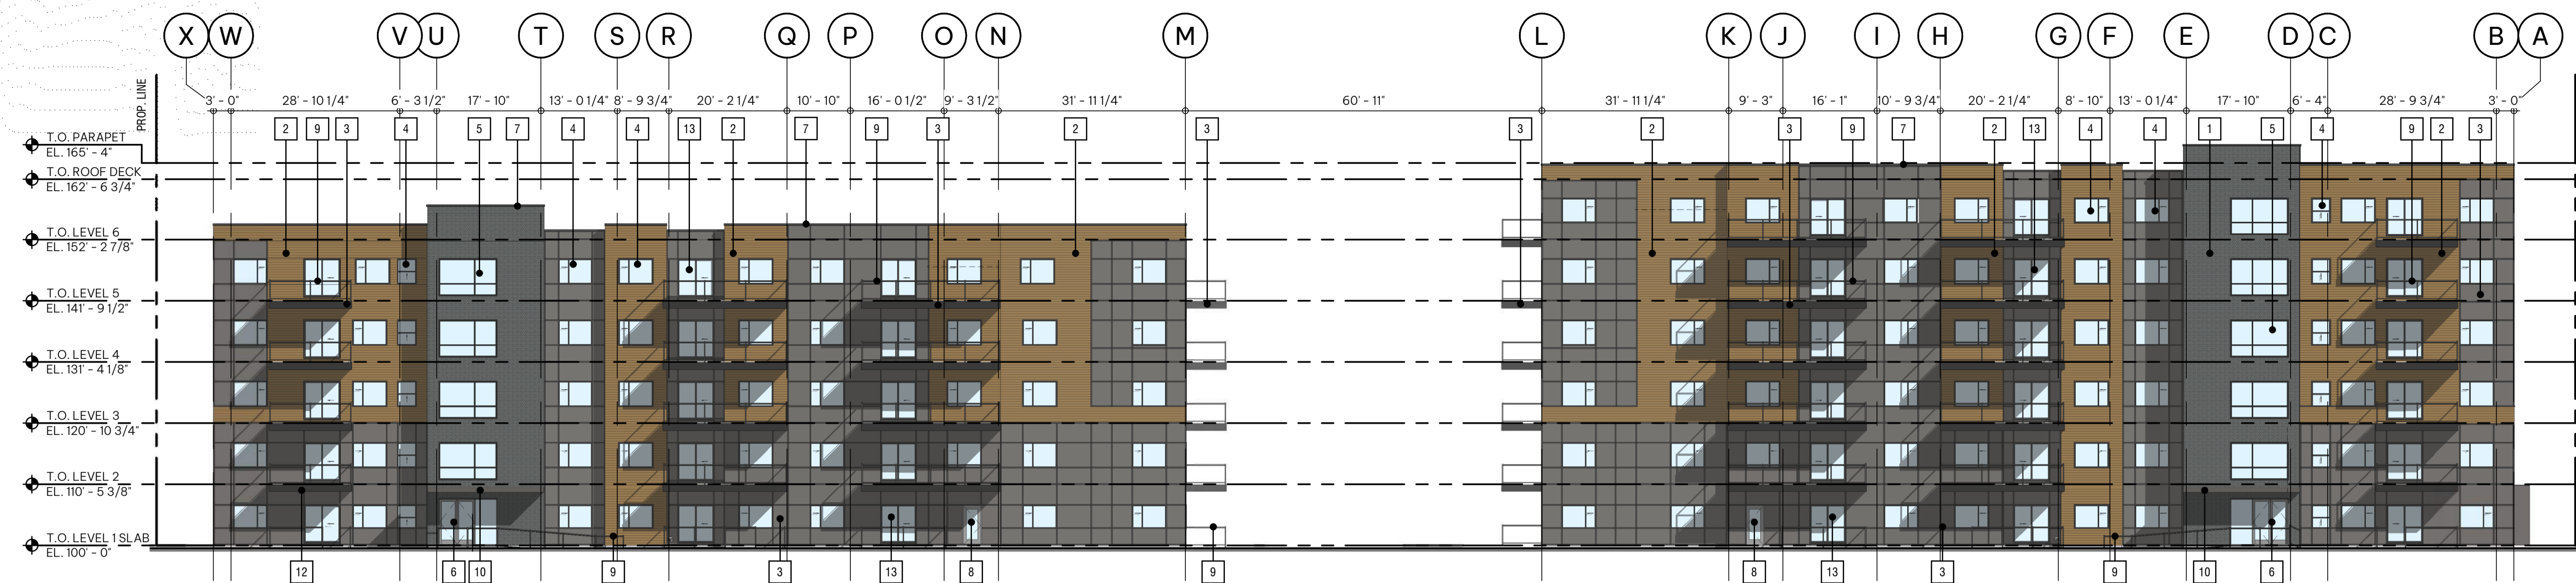 X W V U T S R Q P O N M L K J I H G F E D C B A
PROP. LINE
3' - 0" 28' - 10 1/4" 6' - 3 1/2" 17' - 10" 13' - 0 1/4" 8' - 9 3/4" 20' - 2 1/4" 10' - 10" 16' - 0 1/2" 9' - 3 1/2" 31' - 11 1/4" 60' - 11" 31' - 11 1/4" 9' - 3" 16' - 1" 10' - 9 3/4" 20' - 2 1/4" 8' - 10" 13' - 0 1/4" 17' - 10" 6' - 4" 28' - 9 3/4" 3' - 0"
2 9 3 4 5 7 4 4 13 2 7 9 3 2 3 3 2 3 9 7 2 13 4 4 1 5 4 9 2 3
T.O. PARAPET
EL. 165' - 4"
T.O. ROOF DECK
EL. 162' - 6 3/4"
T.O. LEVEL 6
EL. 152' - 2 7/8"
T.O. LEVEL 5
EL. 141' - 9 1/2"
T.O. LEVEL 4
EL. 131' - 4 1/8"
T.O. LEVEL 3
EL. 120' - 10 3/4"
T.O. LEVEL 2
EL. 110' - 5 3/8"
T.O. LEVEL 1 SLAB
EL. 100' - 0"
12 6 10 9 3 13 8 9 8 13 3 9 10 6